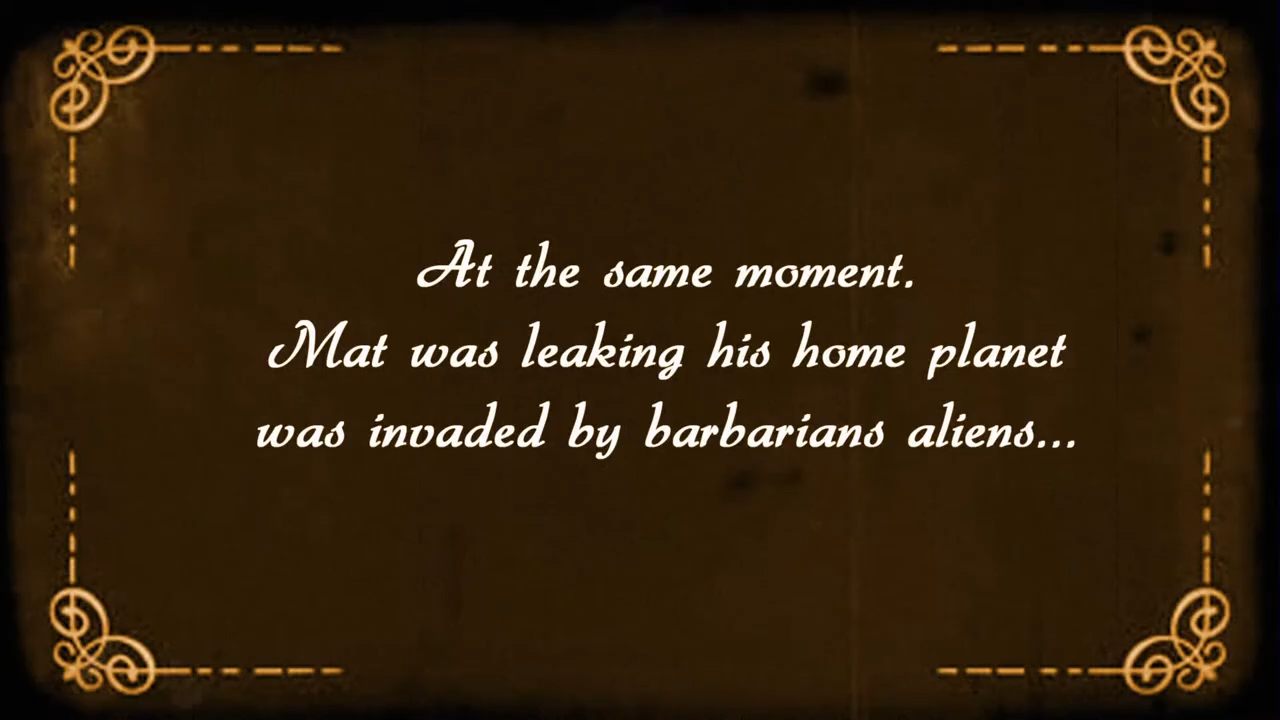 At the same moment.
Mat was leaking his home planet
was invaded by barbarians aliens...